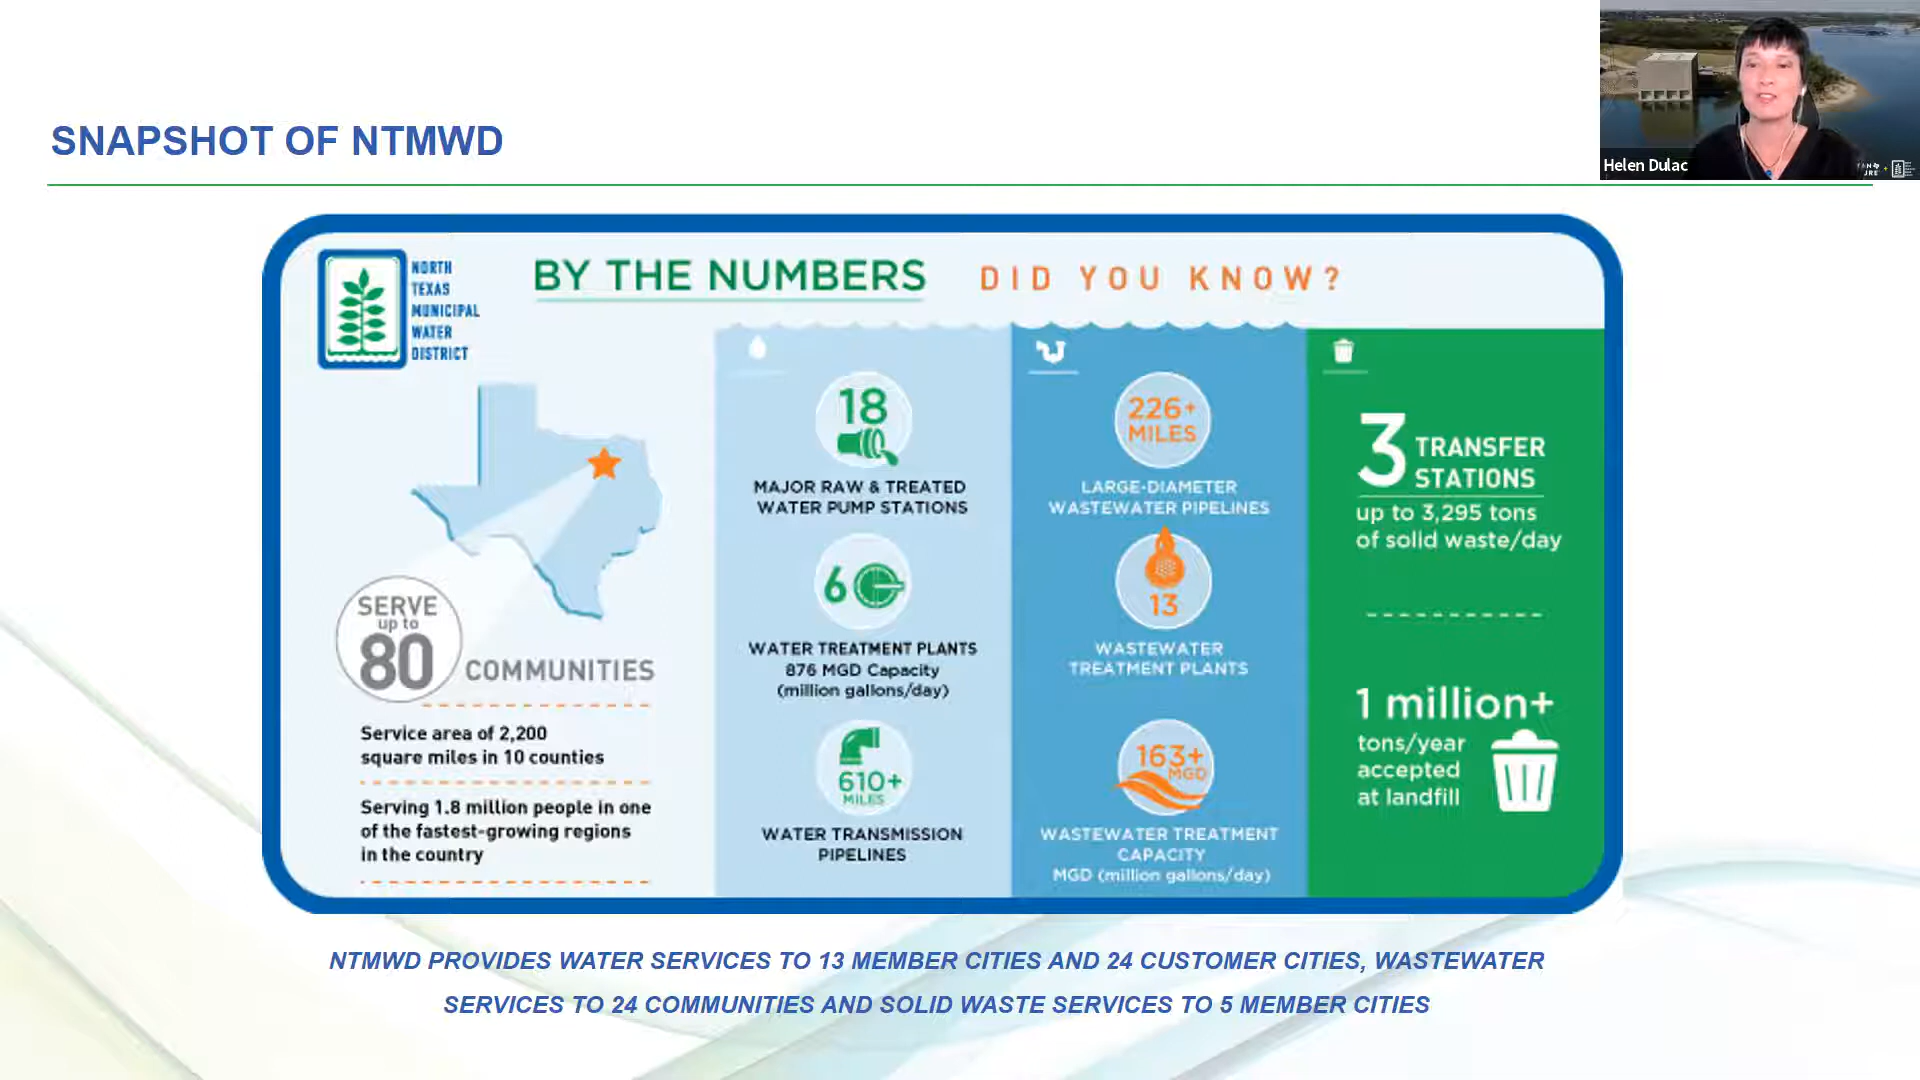 SNAPSHOT OF NTMWD
Helen Dulac
NORTH
TEXAS
MUNICIPAL
WATER
DISTRICT
BY THE NUMBERS
DID YOU KNOW?
SERVE
up to
80
COMMUNITIES
Service area of 2,200
square miles in 10 counties
Serving 1.8 million people in one
of the fastest-growing regions
in the country
18
MAJOR RAW & TREATED
WATER PUMP STATIONS
6
WATER TREATMENT PLANTS
876 MGD Capacity
(million gallons/day)
610+
MILES
WATER TRANSMISSION
PIPELINES
226+
MILES
LARGE-DIAMETER
WASTEWATER PIPELINES
13
WASTEWATER
TREATMENT PLANTS
163+
MGD
WASTEWATER TREATMENT
CAPACITY
MGD (million gallons/day)
3 TRANSFER
STATIONS
up to 3,295 tons
of solid waste/day
1 million+
tons/year
accepted
at landfill
NTMWD PROVIDES WATER SERVICES TO 13 MEMBER CITIES AND 24 CUSTOMER CITIES, WASTEWATER
SERVICES TO 24 COMMUNITIES AND SOLID WASTE SERVICES TO 5 MEMBER CITIES